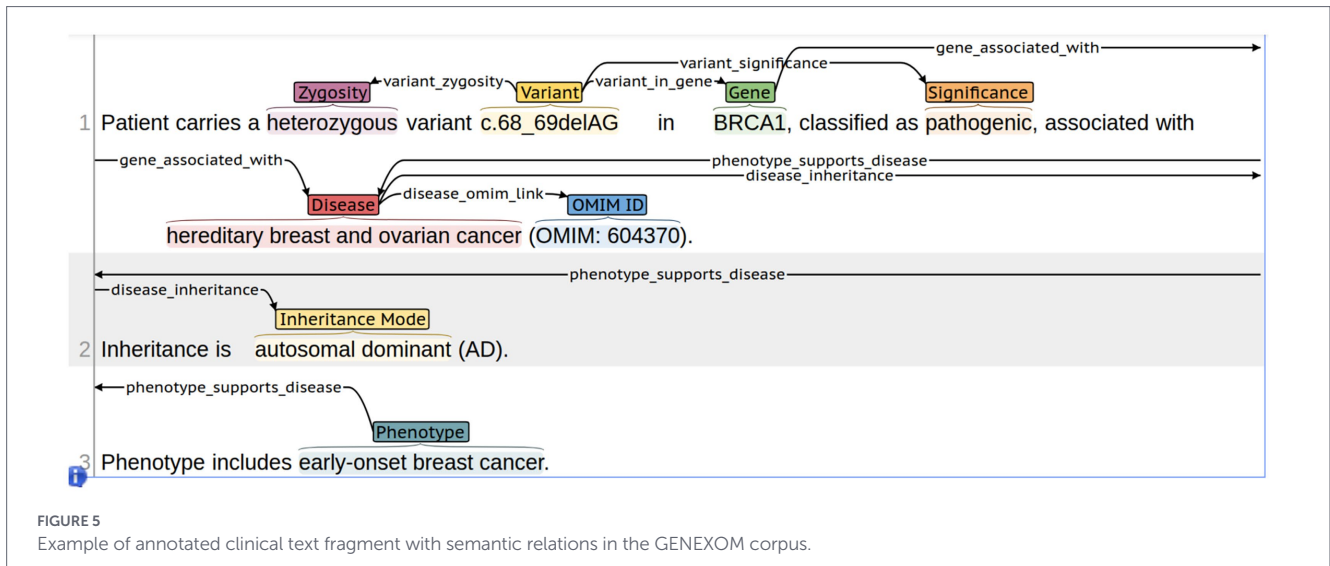 gene_associated_with
variant_significance
Zygosity variant_zygosity Variant variant_in_gene Gene Significance
1 Patient carries a heterozygous variant c.68_69delAG in BRCA1, classified as pathogenic, associated with
gene_associated_with phenotype_supports_disease
disease_inheritance
Disease disease_omim_link OMIM ID
hereditary breast and ovarian cancer (OMIM: 604370).
phenotype_supports_disease
disease_inheritance
Inheritance Mode
2 Inheritance is autosomal dominant (AD).
phenotype_supports_disease
Phenotype
3 Phenotype includes early-onset breast cancer.
i
FIGURE 5
Example of annotated clinical text fragment with semantic relations in the GENEXOM corpus.